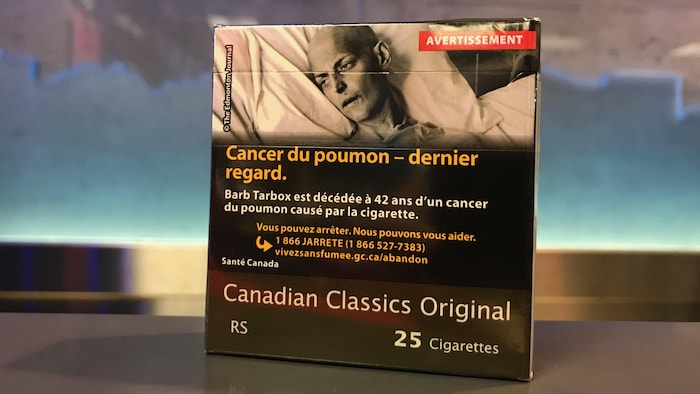 AVERTISSEMENT
© The Edmonton Journal
Cancer du poumon – dernier
regard.
Barb Tarbox est décédée à 42 ans d'un cancer
du poumon causé par la cigarette.
Vous pouvez arrêter. Nous pouvons vous aider.
1 866 JARRETE (1 866 527-7383)
vivezsansfumee.gc.ca/abandon
Santé Canada
Canadian Classics Original
RS
25 Cigarettes